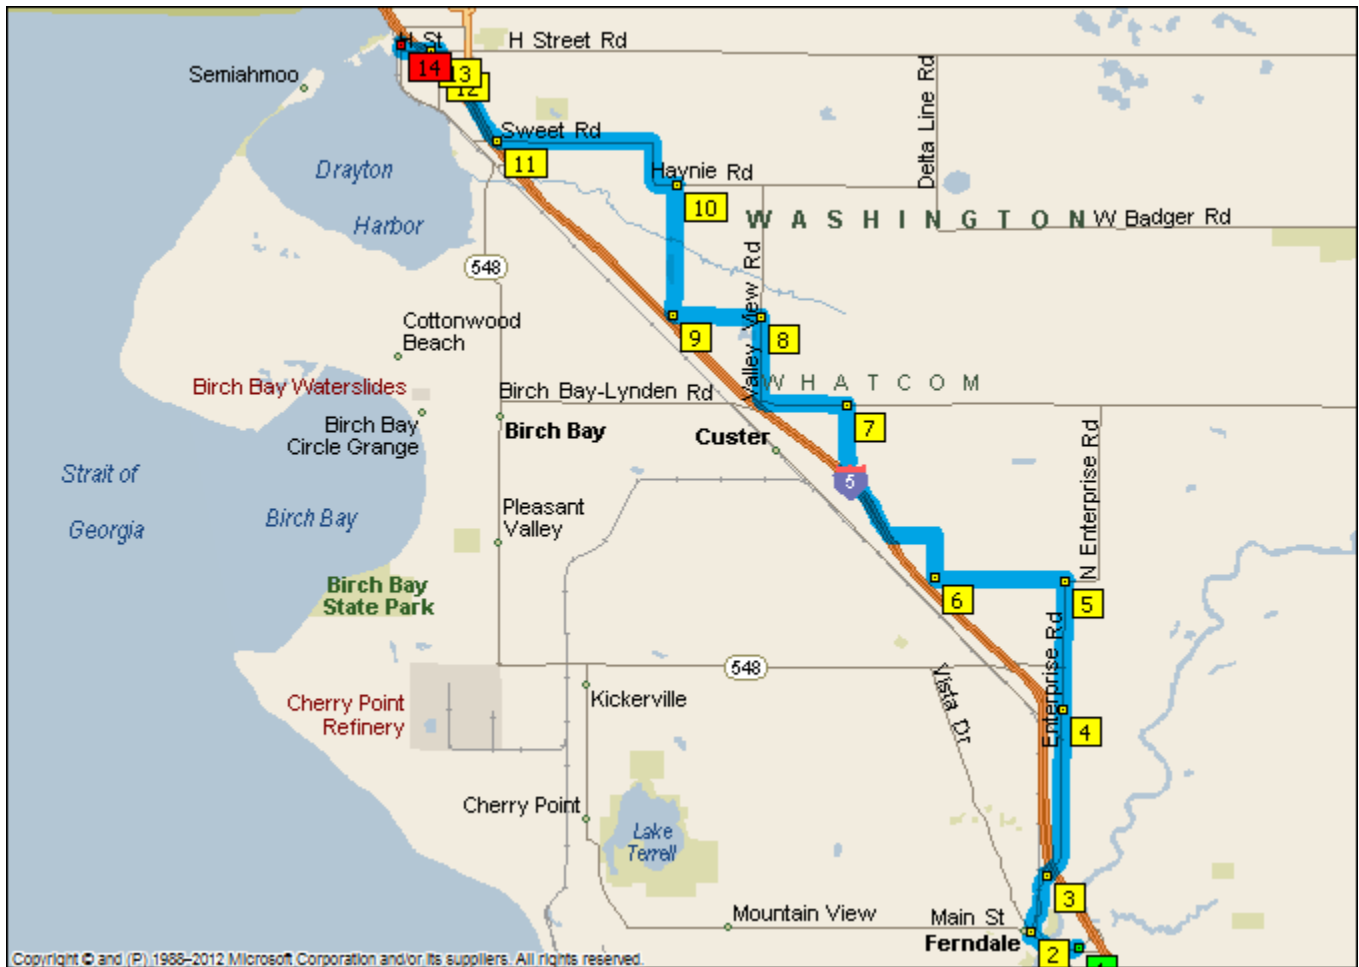 H St
H Street Rd
14
13
12
Semiahmoo
Sweet Rd
11
Delta Line Rd
Drayton
Harbor
Haynie Rd
10
WASHINGTON
W Badger Rd
548
Valley View Rd
9
8
Cottonwood
Beach
Birch Bay Waterslides
Birch Bay-Lynden Rd
WHATCOM
Birch Bay
Circle Grange
Birch Bay
Custer
7
N Enterprise Rd
Strait of
Georgia
Birch Bay
5
Pleasant
Valley
Birch Bay
State Park
6
5
Enterprise Rd
548
Vista Dr
Cherry Point
Refinery
Kickerville
4
Cherry Point
Lake
Terrell
3
Mountain View
Main St
Ferndale
2
Copyright © and (P) 1988–2012 Microsoft Corporation and/or its suppliers. All rights reserved.